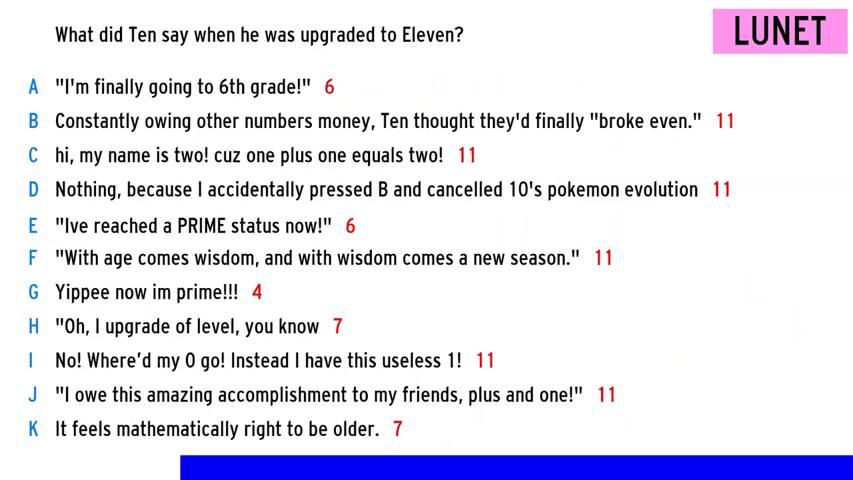 What did Ten say when he was upgraded to Eleven?
LUNET
A "I'm finally going to 6th grade!" 6
B Constantly owing other numbers money, Ten thought they'd finally "broke even." 11
C hi, my name is two! cuz one plus one equals two! 11
D Nothing, because I accidentally pressed B and cancelled 10's pokemon evolution 11
E "Ive reached a PRIME status now!" 6
F "With age comes wisdom, and with wisdom comes a new season." 11
G Yippee now im prime!!! 4
H "Oh, I upgrade of level, you know 7
I No! Where'd my 0 go! Instead I have this useless 1! 11
J "I owe this amazing accomplishment to my friends, plus and one!" 11
K It feels mathematically right to be older. 7